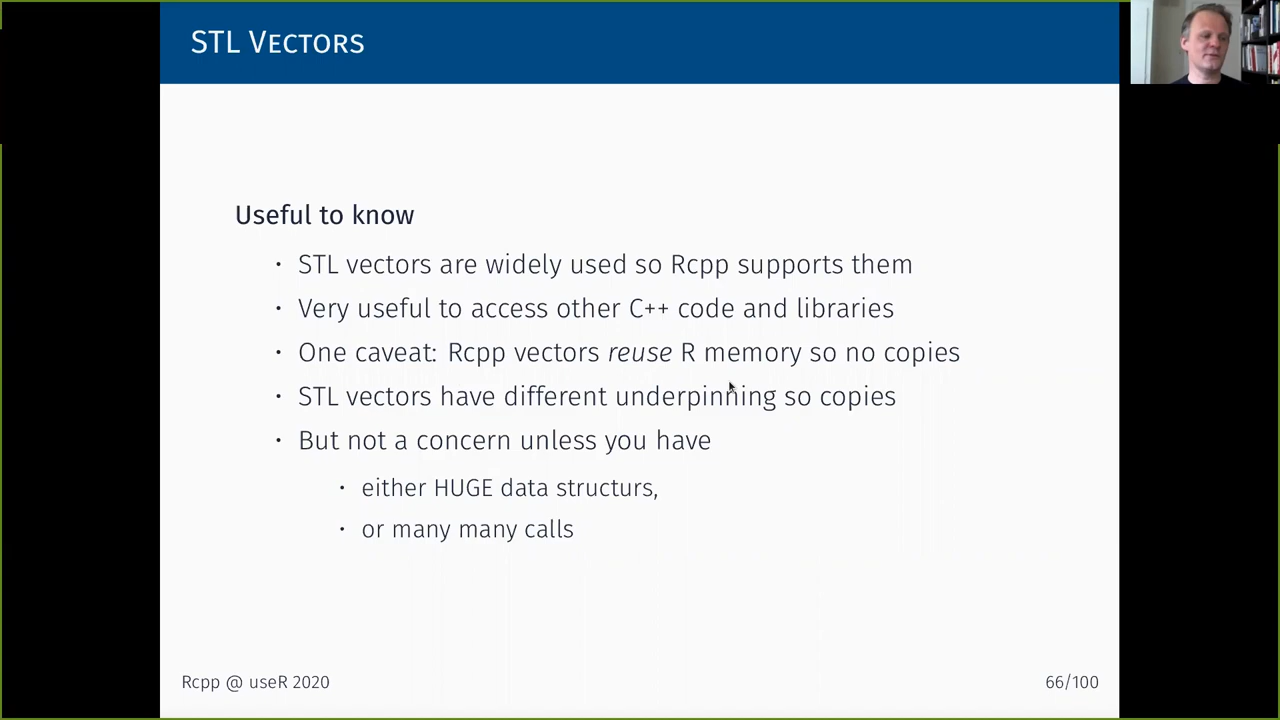 STL Vectors
Useful to know
· STL vectors are widely used so Rcpp supports them
· Very useful to access other C++ code and libraries
· One caveat: Rcpp vectors reuse R memory so no copies
· STL vectors have different underpinning so copies
· But not a concern unless you have
· either HUGE data structurs,
· or many many calls
Rcpp @ useR 2020
66/100